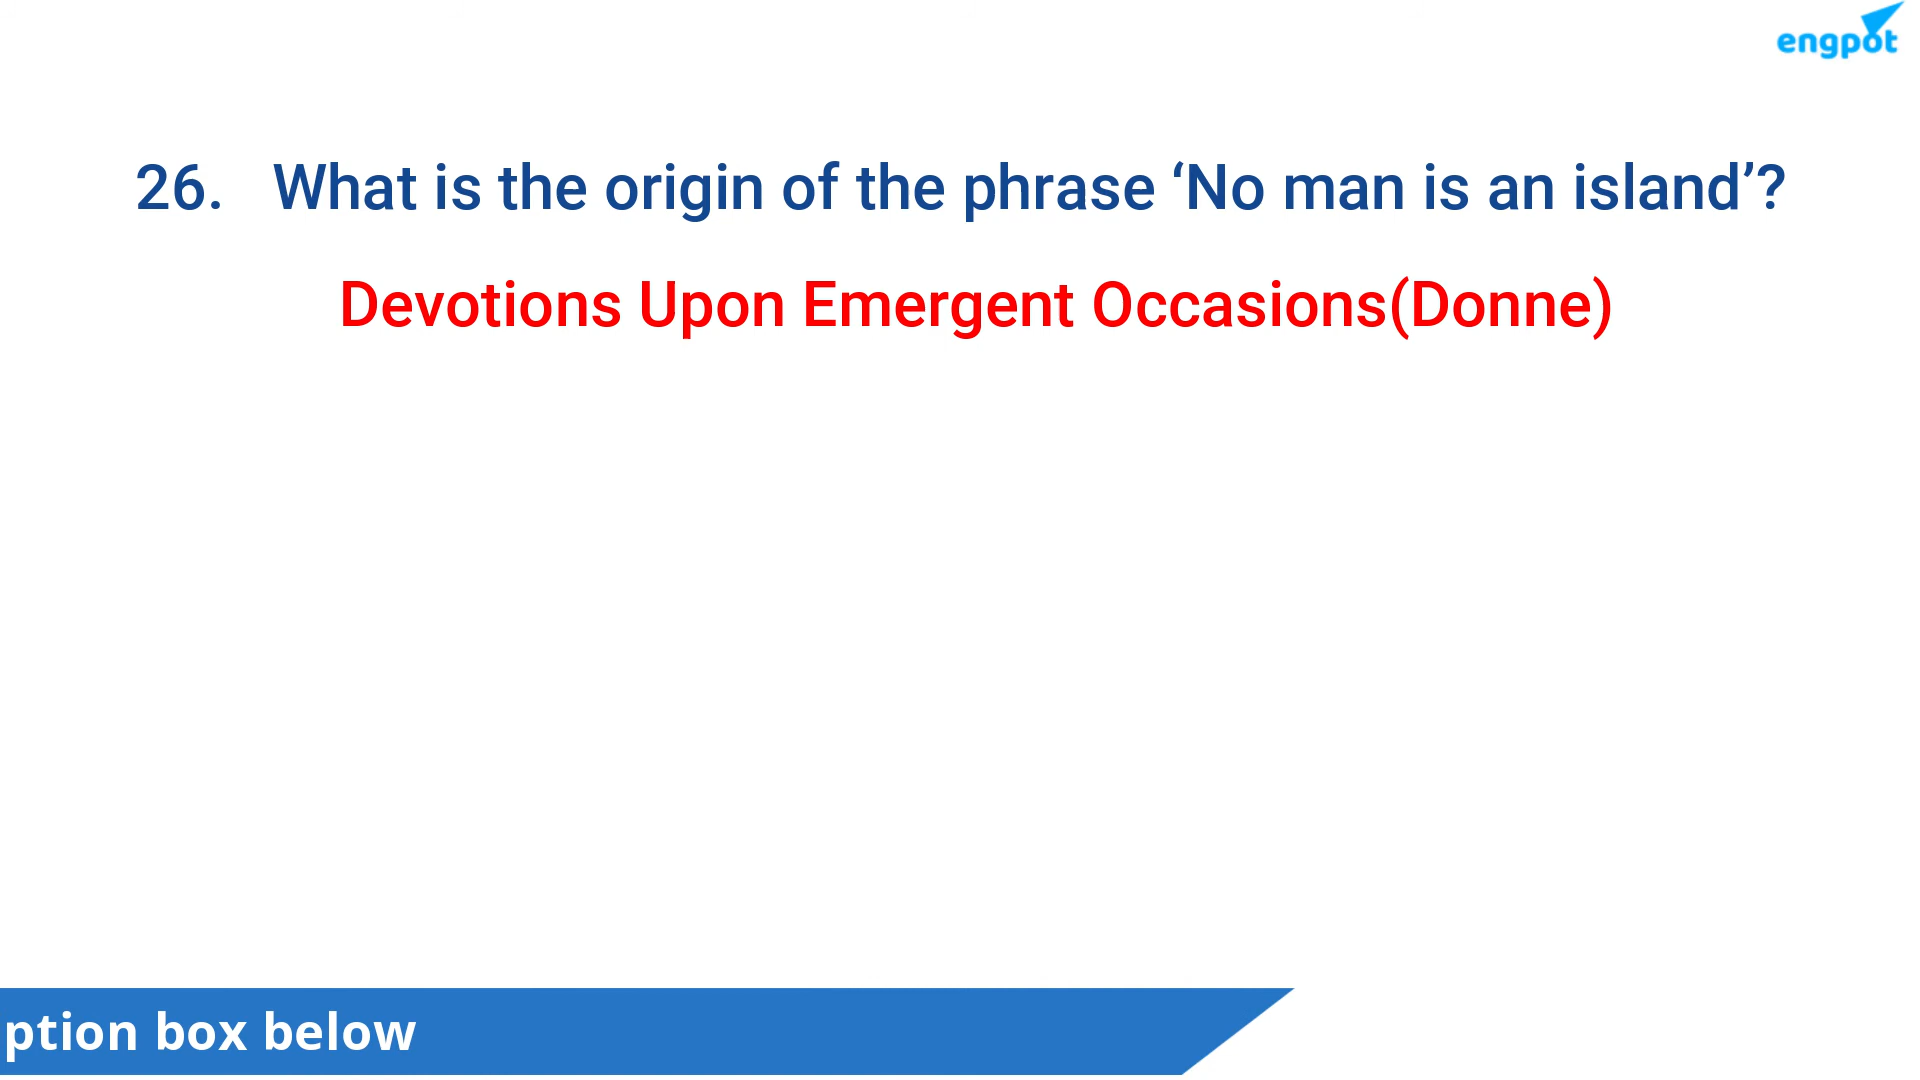 engpot
26. What is the origin of the phrase ‘No man is an island’?
Devotions Upon Emergent Occasions(Donne)
ption box below